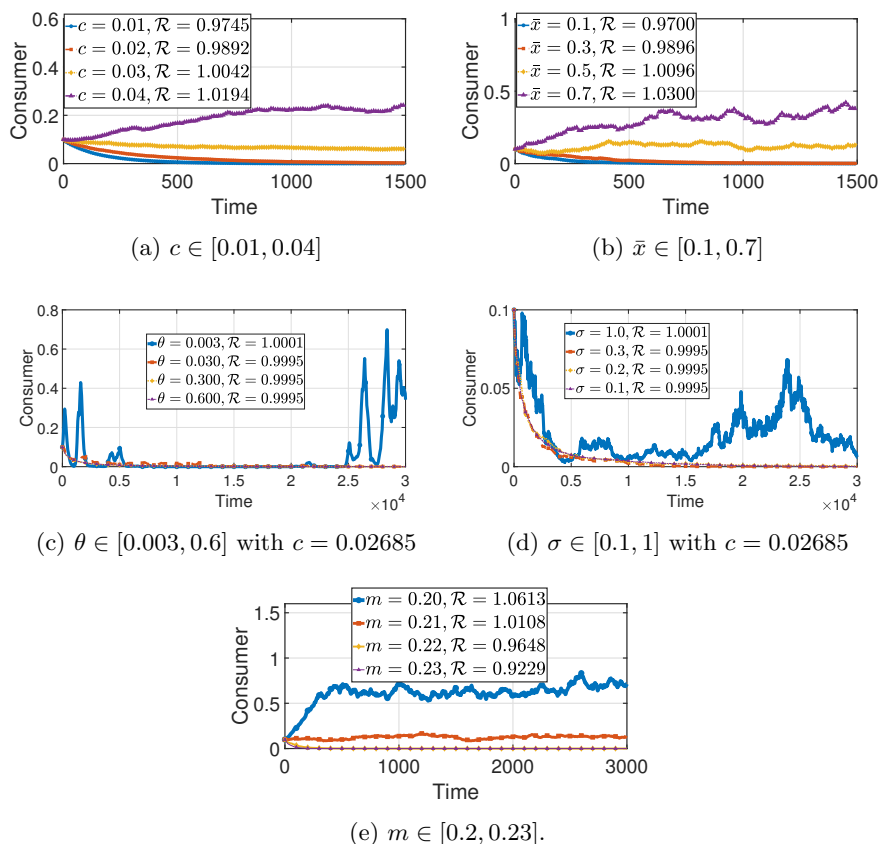 0.6
0.4
0.2
0
Consumer
c = 0.01, R = 0.9745
c = 0.02, R = 0.9892
c = 0.03, R = 1.0042
c = 0.04, R = 1.0194
0 500 1000 1500
Time
(a) c ∈ [0.01, 0.04]
1
0.5
0
Consumer
x̄ = 0.1, R = 0.9700
x̄ = 0.3, R = 0.9896
x̄ = 0.5, R = 1.0096
x̄ = 0.7, R = 1.0300
0 500 1000 1500
Time
(b) x̄ ∈ [0.1, 0.7]
0.8
0.6
0.4
0.2
0
Consumer
θ = 0.003, R = 1.0001
θ = 0.030, R = 0.9995
θ = 0.300, R = 0.9995
θ = 0.600, R = 0.9995
0 0.5 1 1.5 2 2.5 3
Time
×10⁴
(c) θ ∈ [0.003, 0.6] with c = 0.02685
0.1
0.05
0
Consumer
σ = 1.0, R = 1.0001
σ = 0.3, R = 0.9995
σ = 0.2, R = 0.9995
σ = 0.1, R = 0.9995
0 0.5 1 1.5 2 2.5 3
Time
×10⁴
(d) σ ∈ [0.1, 1] with c = 0.02685
1.5
1
0.5
0
Consumer
m = 0.20, R = 1.0613
m = 0.21, R = 1.0108
m = 0.22, R = 0.9648
m = 0.23, R = 0.9229
0 1000 2000 3000
Time
(e) m ∈ [0.2, 0.23].